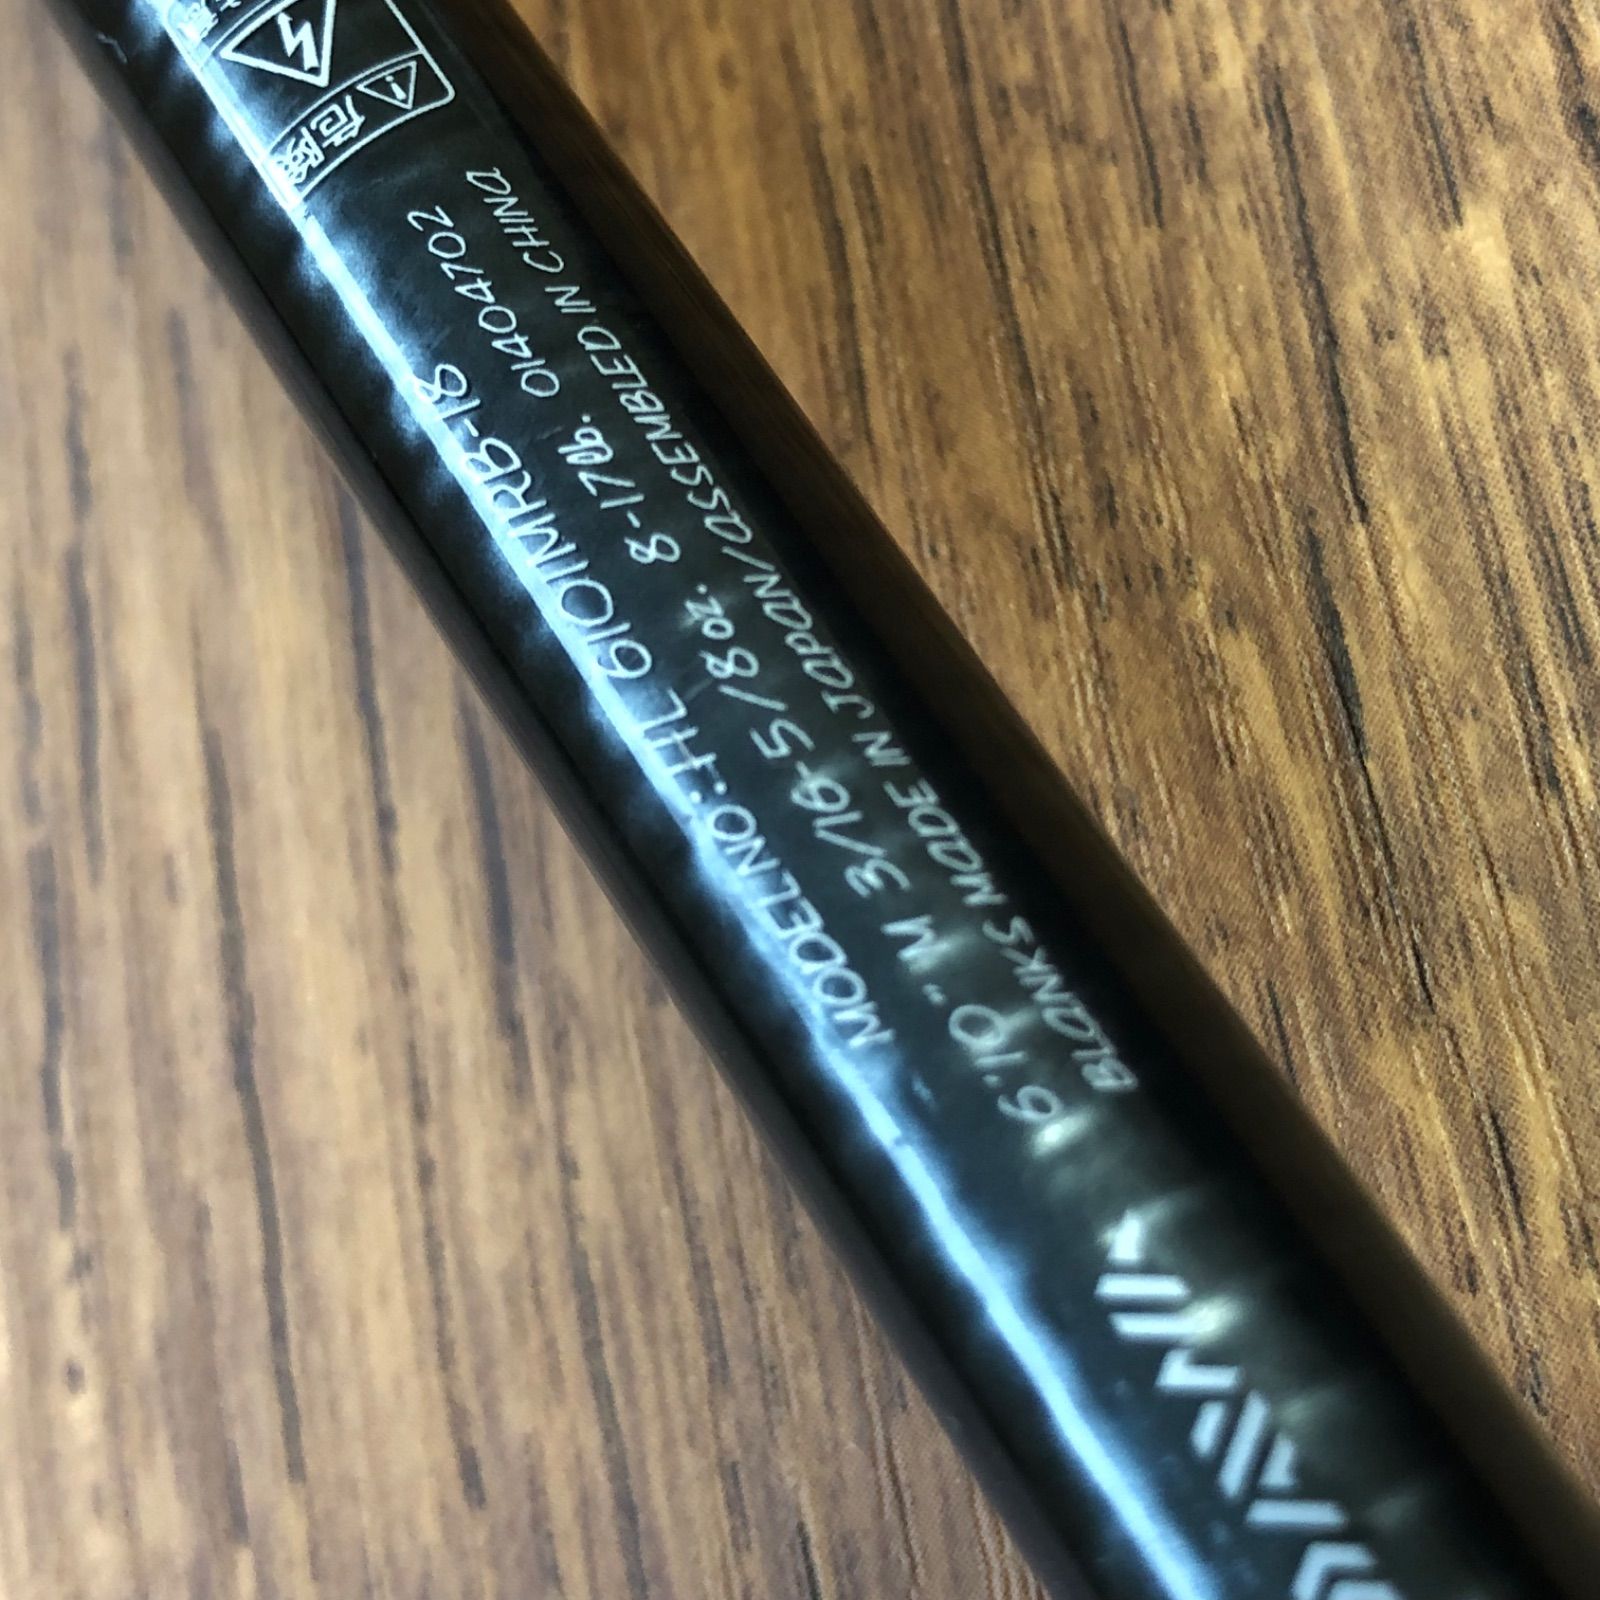 MODEL NO.:HL 6101MRB-18
6'10" M 3/16-5/8oz. 8-17lb. 01404702
BLANKS MADE IN JAPAN/ASSEMBLED IN CHINA
危険